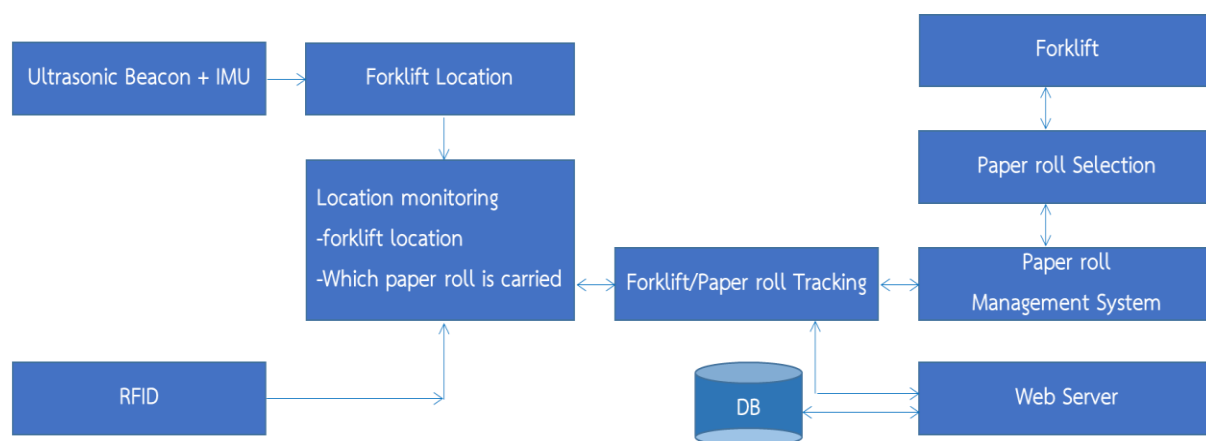 Forklift
Ultrasonic Beacon + IMU
Forklift Location
Paper roll Selection
Location monitoring
-forklift location
-Which paper roll is carried
Forklift/Paper roll Tracking
Paper roll
Management System
RFID
DB
Web Server